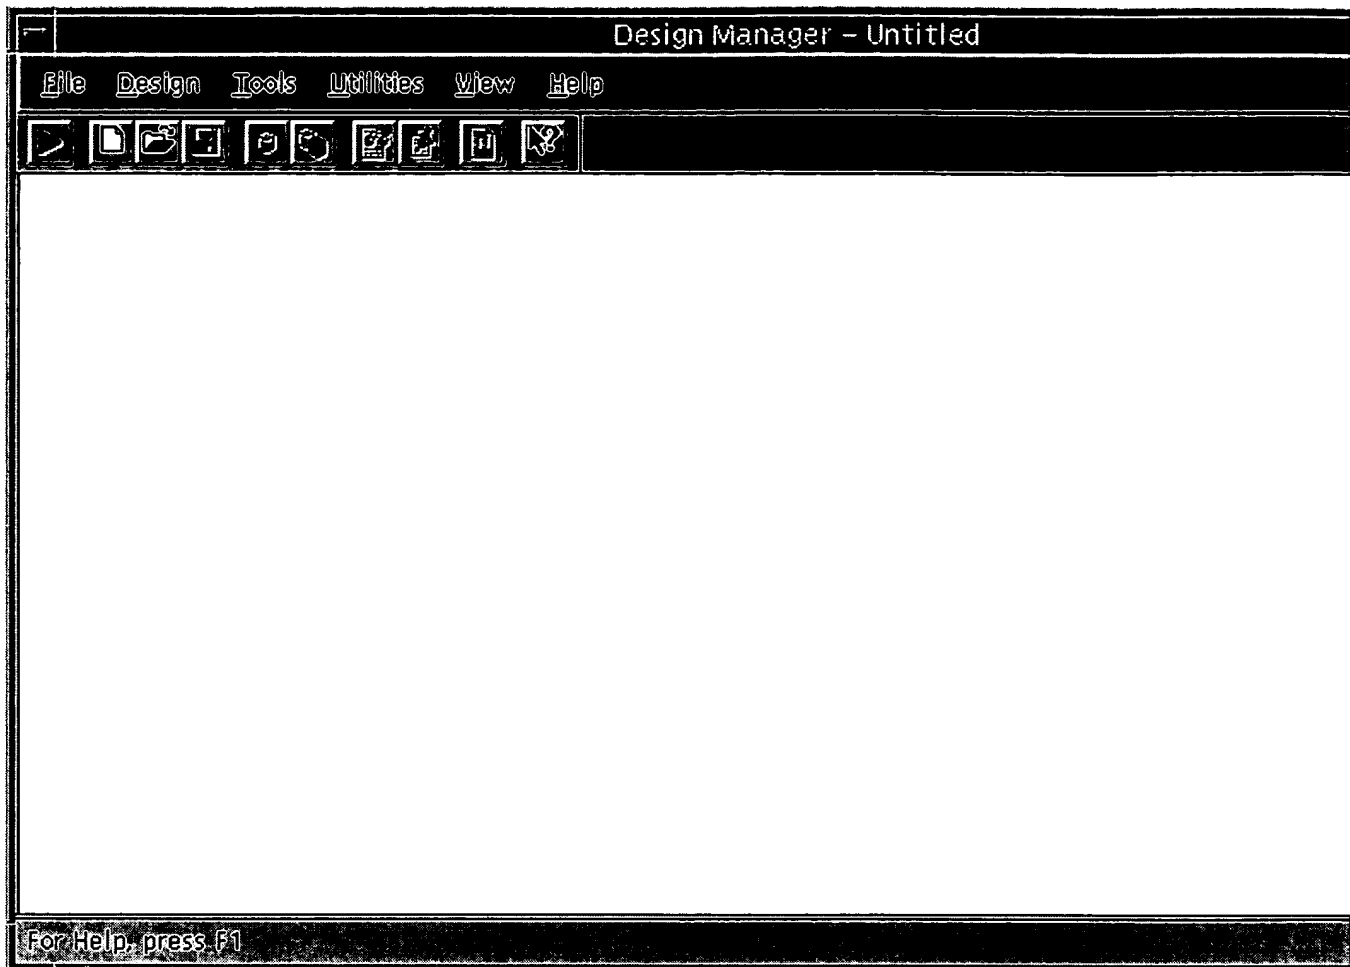 Design Manager – Untitled
File Design Tools Utilities View Help
For Help, press F1